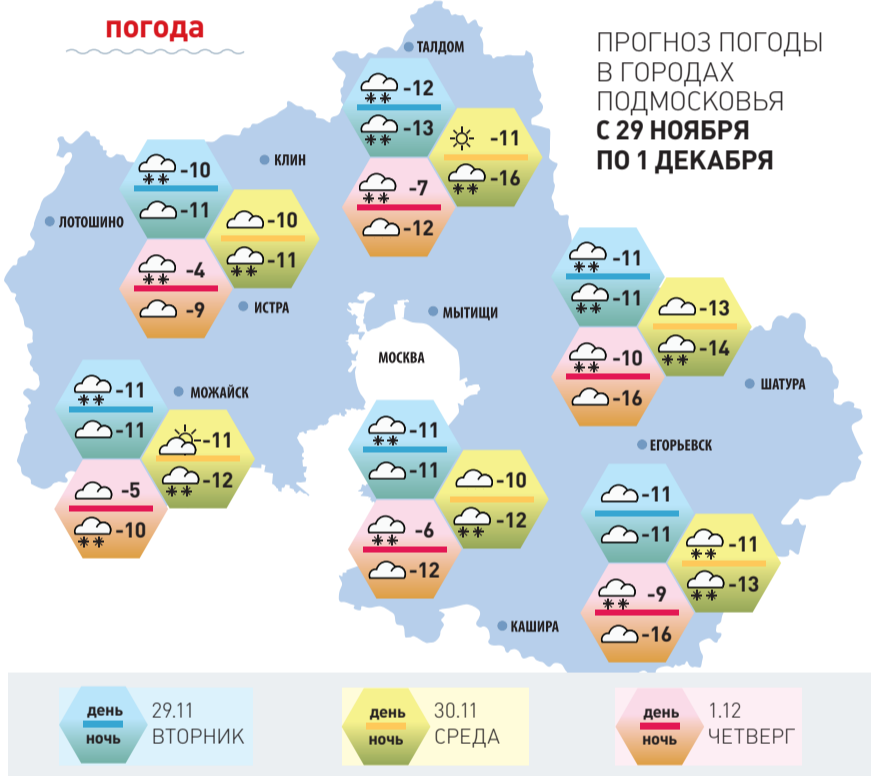 погода
ПРОГНОЗ ПОГОДЫ
В ГОРОДАХ
ПОДМОСКОВЬЯ
С 29 НОЯБРЯ
ПО 1 ДЕКАБРЯ
ТАЛДОМ
-12
-13
-11
-16
-7
-12
КЛИН
ЛОТОШИНО
-10
-11
-10
-11
-4
-9
ИСТРА
МЫТИЩИ
МОСКВА
-11
-11
-13
-14
-10
-16
ШАТУРА
МОЖАЙСК
-11
-11
-11
-12
-5
-10
-11
-11
-10
-12
-6
-12
ЕГОРЬЕВСК
-11
-11
-11
-13
-9
-16
КАШИРА
день
ночь
29.11
ВТОРНИК
день
ночь
30.11
СРЕДА
день
ночь
1.12
ЧЕТВЕРГ